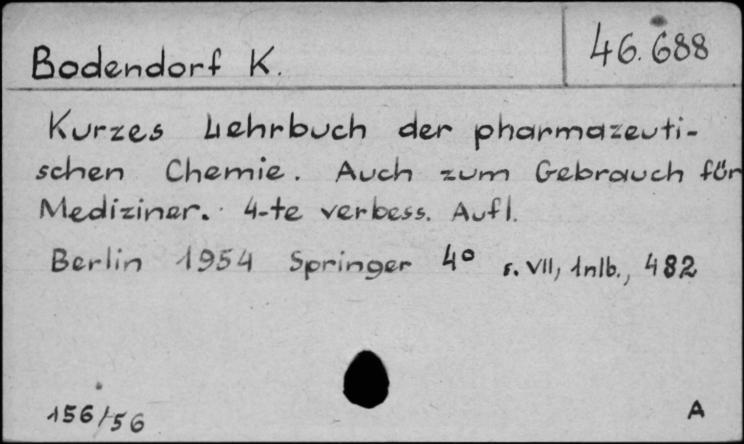 Bodendorf K.
46.688
Kurzes Lehrbuch der pharmazeuti-
schen Chemie. Auch zum Gebrauch für
Mediziner. 4-te verbess. Aufl.
Berlin 1954 Springer 4° s. VII, 1nlb., 482
156/56
A